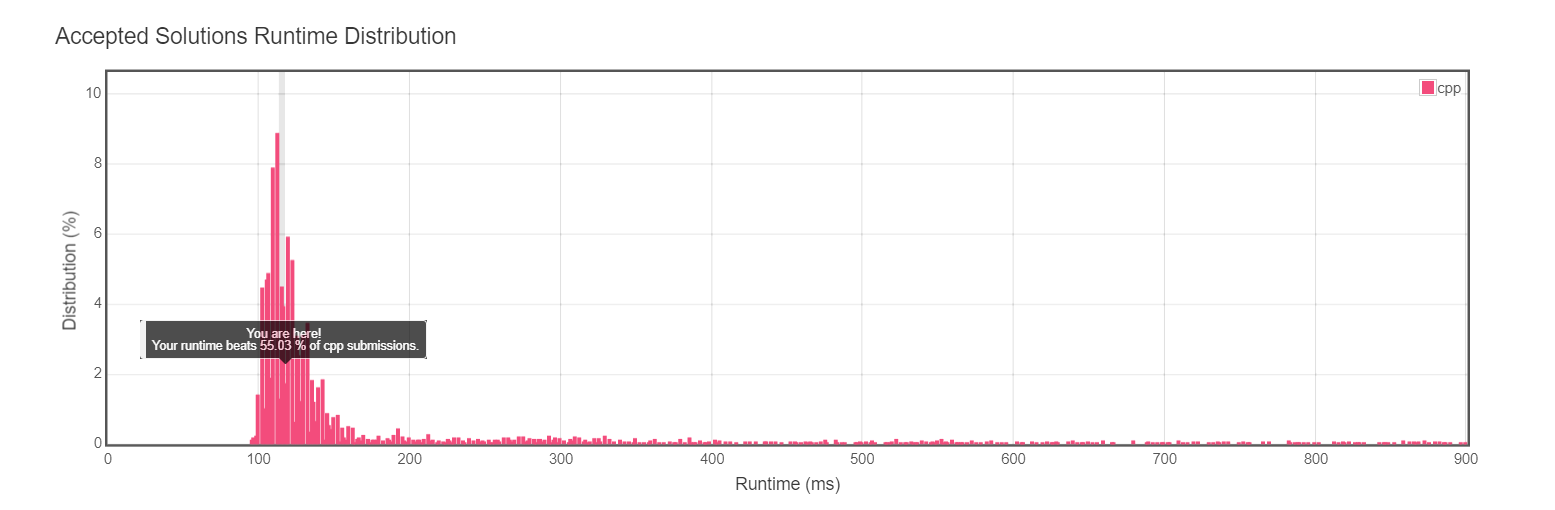 Accepted Solutions Runtime Distribution
cpp
10
8
6
4
2
0
Distribution (%)
You are here!
Your runtime beats 55.03 % of cpp submissions.
0 100 200 300 400 500 600 700 800 900
Runtime (ms)